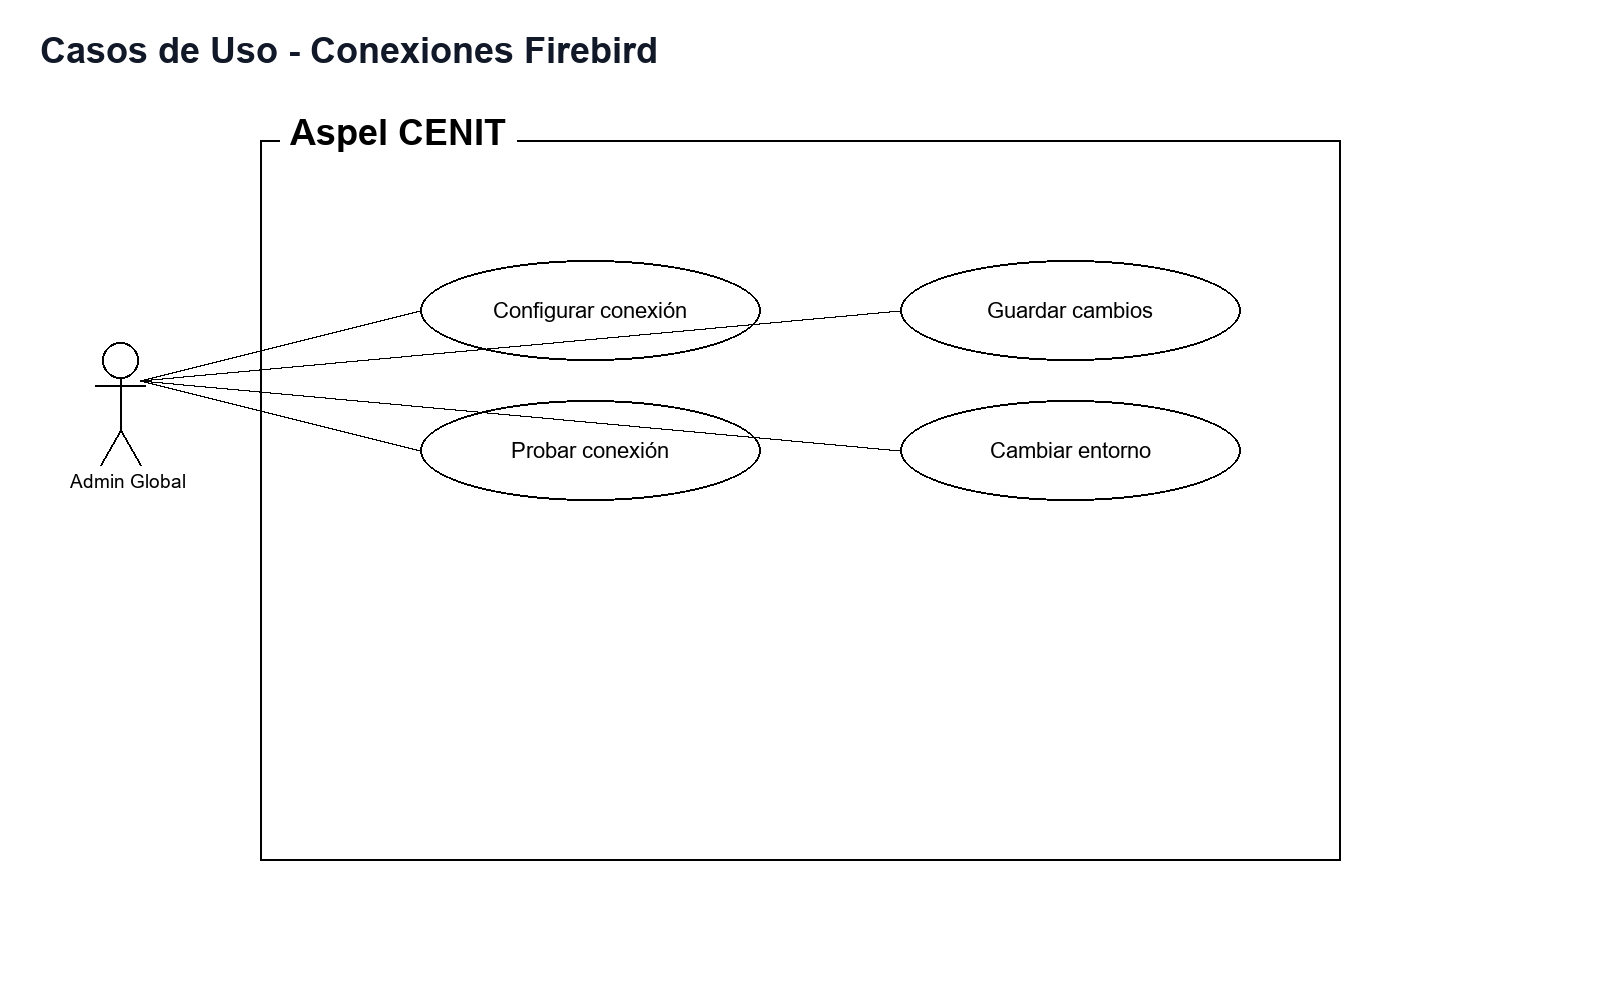 Casos de Uso - Conexiones Firebird
Aspel CENIT
Configurar conexión
Guardar cambios
Probar conexión
Cambiar entorno
Admin Global